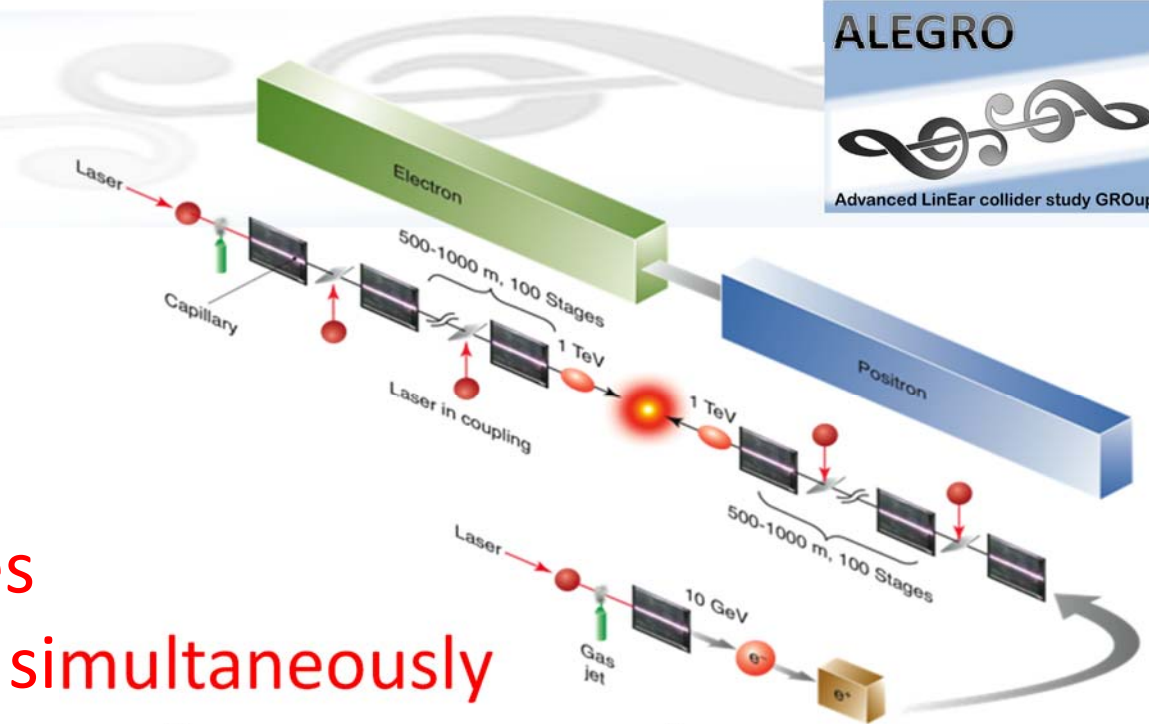 ALEGRO
Advanced LinEar collider study GROup
Laser
Electron
500-1000 m, 100 Stages
Capillary
1 TeV
Positron
Laser in coupling
1 TeV
500-1000 m, 100 Stages
Laser
10 GeV
Gas
jet
e⁻
e⁺
simultaneously